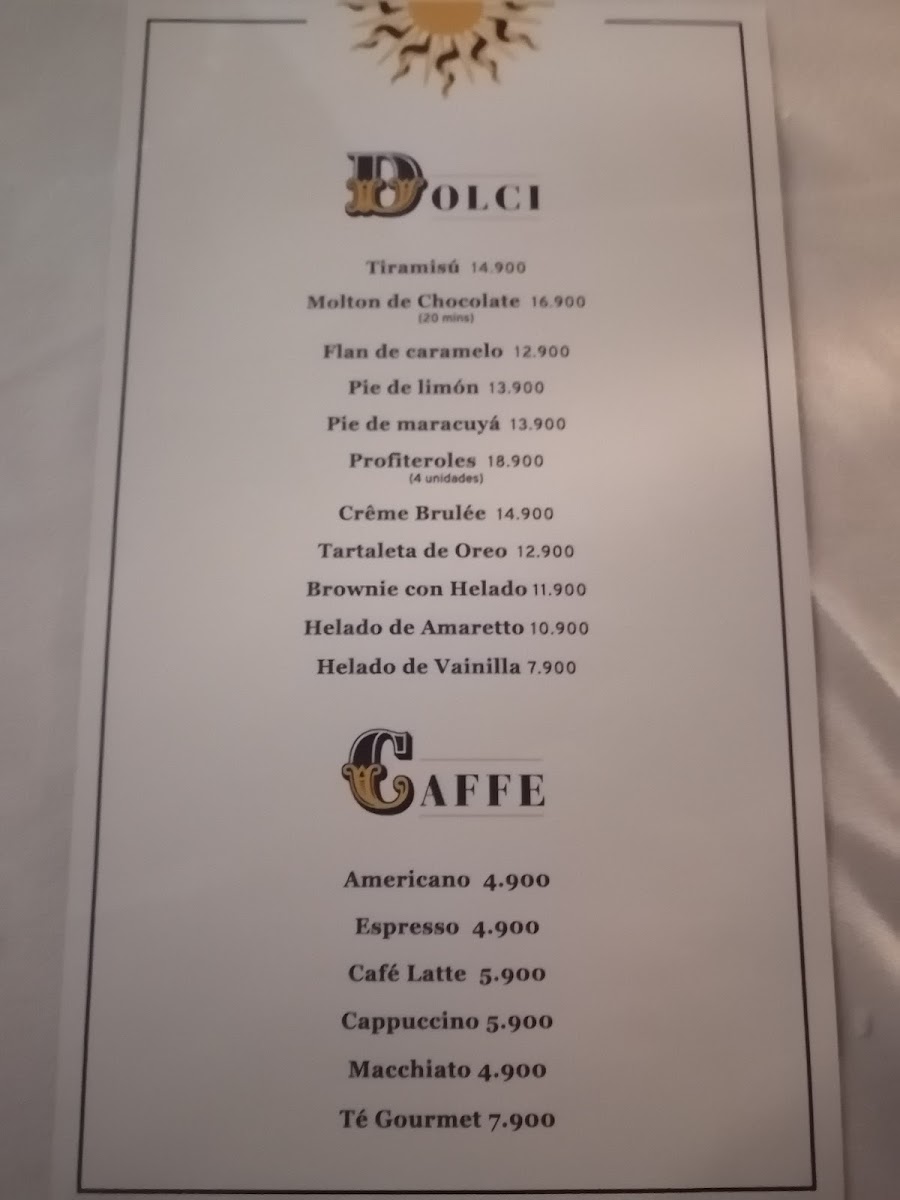 DOLCI
Tiramisú 14.900
Molton de Chocolate 16.900
(20 mins)
Flan de caramelo 12.900
Pie de limón 13.900
Pie de maracuyá 13.900
Profiteroles 18.900
(4 unidades)
Crême Brulée 14.900
Tartaleta de Oreo 12.900
Brownie con Helado 11.900
Helado de Amaretto 10.900
Helado de Vainilla 7.900
CAFFE
Americano 4.900
Espresso 4.900
Café Latte 5.900
Cappuccino 5.900
Macchiato 4.900
Té Gourmet 7.900